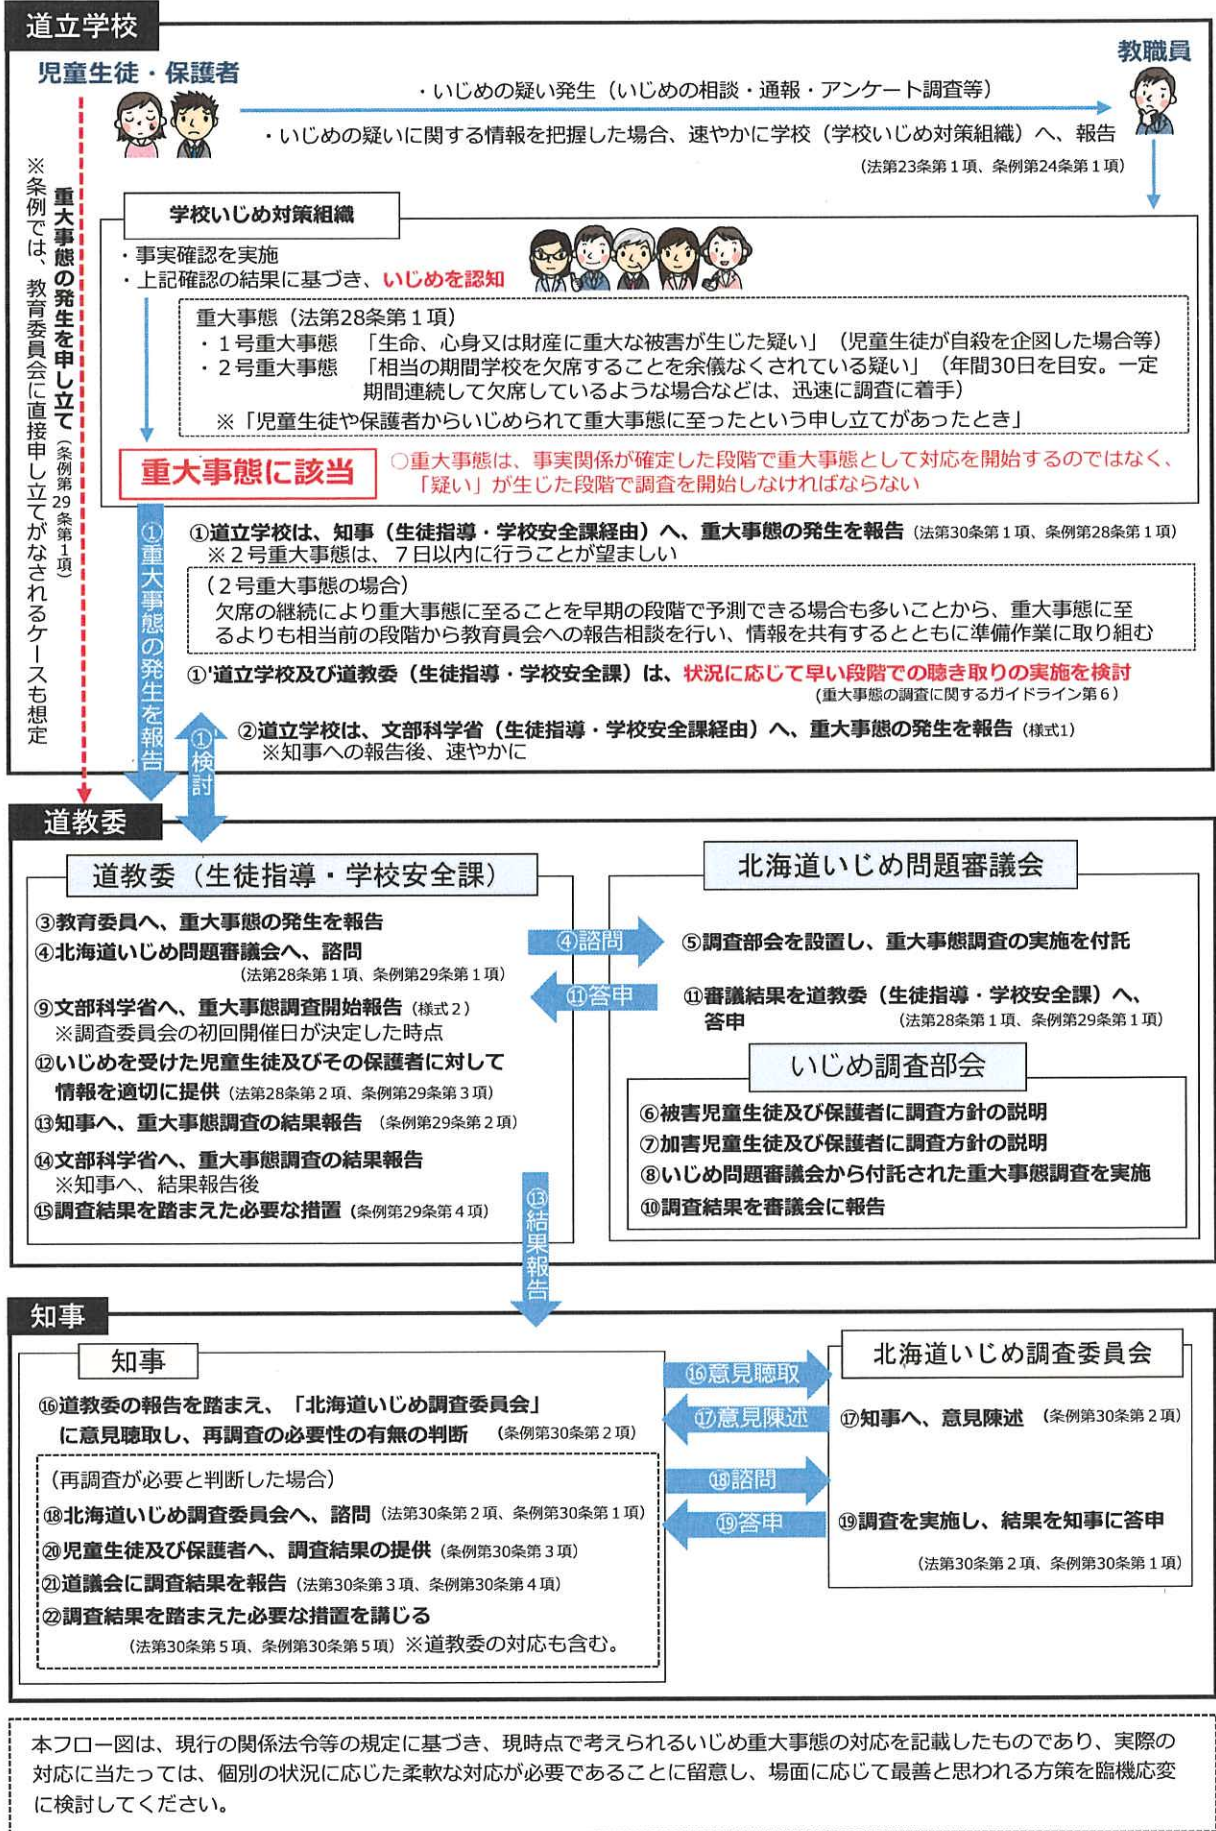 道立学校
児童生徒・保護者
教職員
・いじめの疑い発生（いじめの相談・通報・アンケート調査等）
・いじめの疑いに関する情報を把握した場合、速やかに学校（学校いじめ対策組織）へ、報告
（法第23条第１項、条例第24条第１項）
重大事態の発生を申し立て（条例第29条第１項）
※条例では、教育委員会に直接申し立てがなされるケースも想定
学校いじめ対策組織
・事実確認を実施
・上記確認の結果に基づき、いじめを認知
重大事態（法第28条第１項）
・１号重大事態　「生命、心身又は財産に重大な被害が生じた疑い」（児童生徒が自殺を企図した場合等）
・２号重大事態　「相当の期間学校を欠席することを余儀なくされている疑い」（年間30日を目安。一定
期間連続して欠席しているような場合などは、迅速に調査に着手）
※「児童生徒や保護者からいじめられて重大事態に至ったという申し立てがあったとき」
重大事態に該当
○重大事態は、事実関係が確定した段階で重大事態として対応を開始するのではなく、
「疑い」が生じた段階で調査を開始しなければならない
①重大事態の発生を報告
①道立学校は、知事（生徒指導・学校安全課経由）へ、重大事態の発生を報告（法第30条第１項、条例第28条第１項）
※２号重大事態は、７日以内に行うことが望ましい
（２号重大事態の場合）
欠席の継続により重大事態に至ることを早期の段階で予測できる場合も多いことから、重大事態に至
るよりも相当前の段階から教育員会への報告相談を行い、情報を共有するとともに準備作業に取り組む
①'道立学校及び道教委（生徒指導・学校安全課）は、状況に応じて早い段階での聴き取りの実施を検討
（重大事態の調査に関するガイドライン第６）
①'検討
②道立学校は、文部科学省（生徒指導・学校安全課経由）へ、重大事態の発生を報告（様式1）
※知事への報告後、速やかに
道教委
道教委（生徒指導・学校安全課）
③教育委員へ、重大事態の発生を報告
④北海道いじめ問題審議会へ、諮問
（法第28条第１項、条例第29条第１項）
⑨文部科学省へ、重大事態調査開始報告（様式２）
※調査委員会の初回開催日が決定した時点
⑫いじめを受けた児童生徒及びその保護者に対して
情報を適切に提供（法第28条第２項、条例第29条第３項）
⑬知事へ、重大事態調査の結果報告（条例第29条第２項）
⑭文部科学省へ、重大事態調査の結果報告
※知事へ、結果報告後
⑮調査結果を踏まえた必要な措置（条例第29条第４項）
④諮問
⑪答申
⑬結果報告
北海道いじめ問題審議会
⑤調査部会を設置し、重大事態調査の実施を付託
⑪審議結果を道教委（生徒指導・学校安全課）へ、
答申　（法第28条第１項、条例第29条第１項）
いじめ調査部会
⑥被害児童生徒及び保護者に調査方針の説明
⑦加害児童生徒及び保護者に調査方針の説明
⑧いじめ問題審議会から付託された重大事態調査を実施
⑩調査結果を審議会に報告
知事
知事
⑯道教委の報告を踏まえ、「北海道いじめ調査委員会」
に意見聴取し、再調査の必要性の有無の判断　（条例第30条第２項）
（再調査が必要と判断した場合）
⑱北海道いじめ調査委員会へ、諮問（法第30条第２項、条例第30条第１項）
⑳児童生徒及び保護者へ、調査結果の提供（条例第30条第３項）
㉑道議会に調査結果を報告（法第30条第３項、条例第30条第４項）
㉒調査結果を踏まえた必要な措置を講じる
（法第30条第５項、条例第30条第５項）※道教委の対応も含む。
⑯意見聴取
⑰意見陳述
⑱諮問
⑲答申
北海道いじめ調査委員会
⑰知事へ、意見陳述　（条例第30条第２項）
⑲調査を実施し、結果を知事に答申
（法第30条第２項、条例第30条第１項）
本フロー図は、現行の関係法令等の規定に基づき、現時点で考えられるいじめ重大事態の対応を記載したものであり、実際の
対応に当たっては、個別の状況に応じた柔軟な対応が必要であることに留意し、場面に応じて最善と思われる方策を臨機応変
に検討してください。